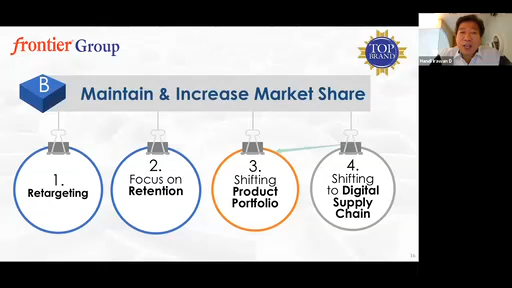 frontier Group
TOP
BRAND
B
Maintain & Increase Market Share
1.
Retargeting
2.
Focus on
Retention
3.
Shifting
Product
Portfolio
4.
Shifting
to Digital
Supply
Chain